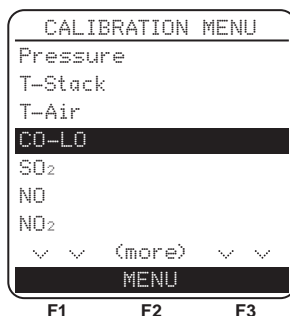 CALIBRATION MENU
Pressure
T-Stack
T-Air
CO-LO
SO₂
NO
NO₂
(more)
MENU
F1 F2 F3